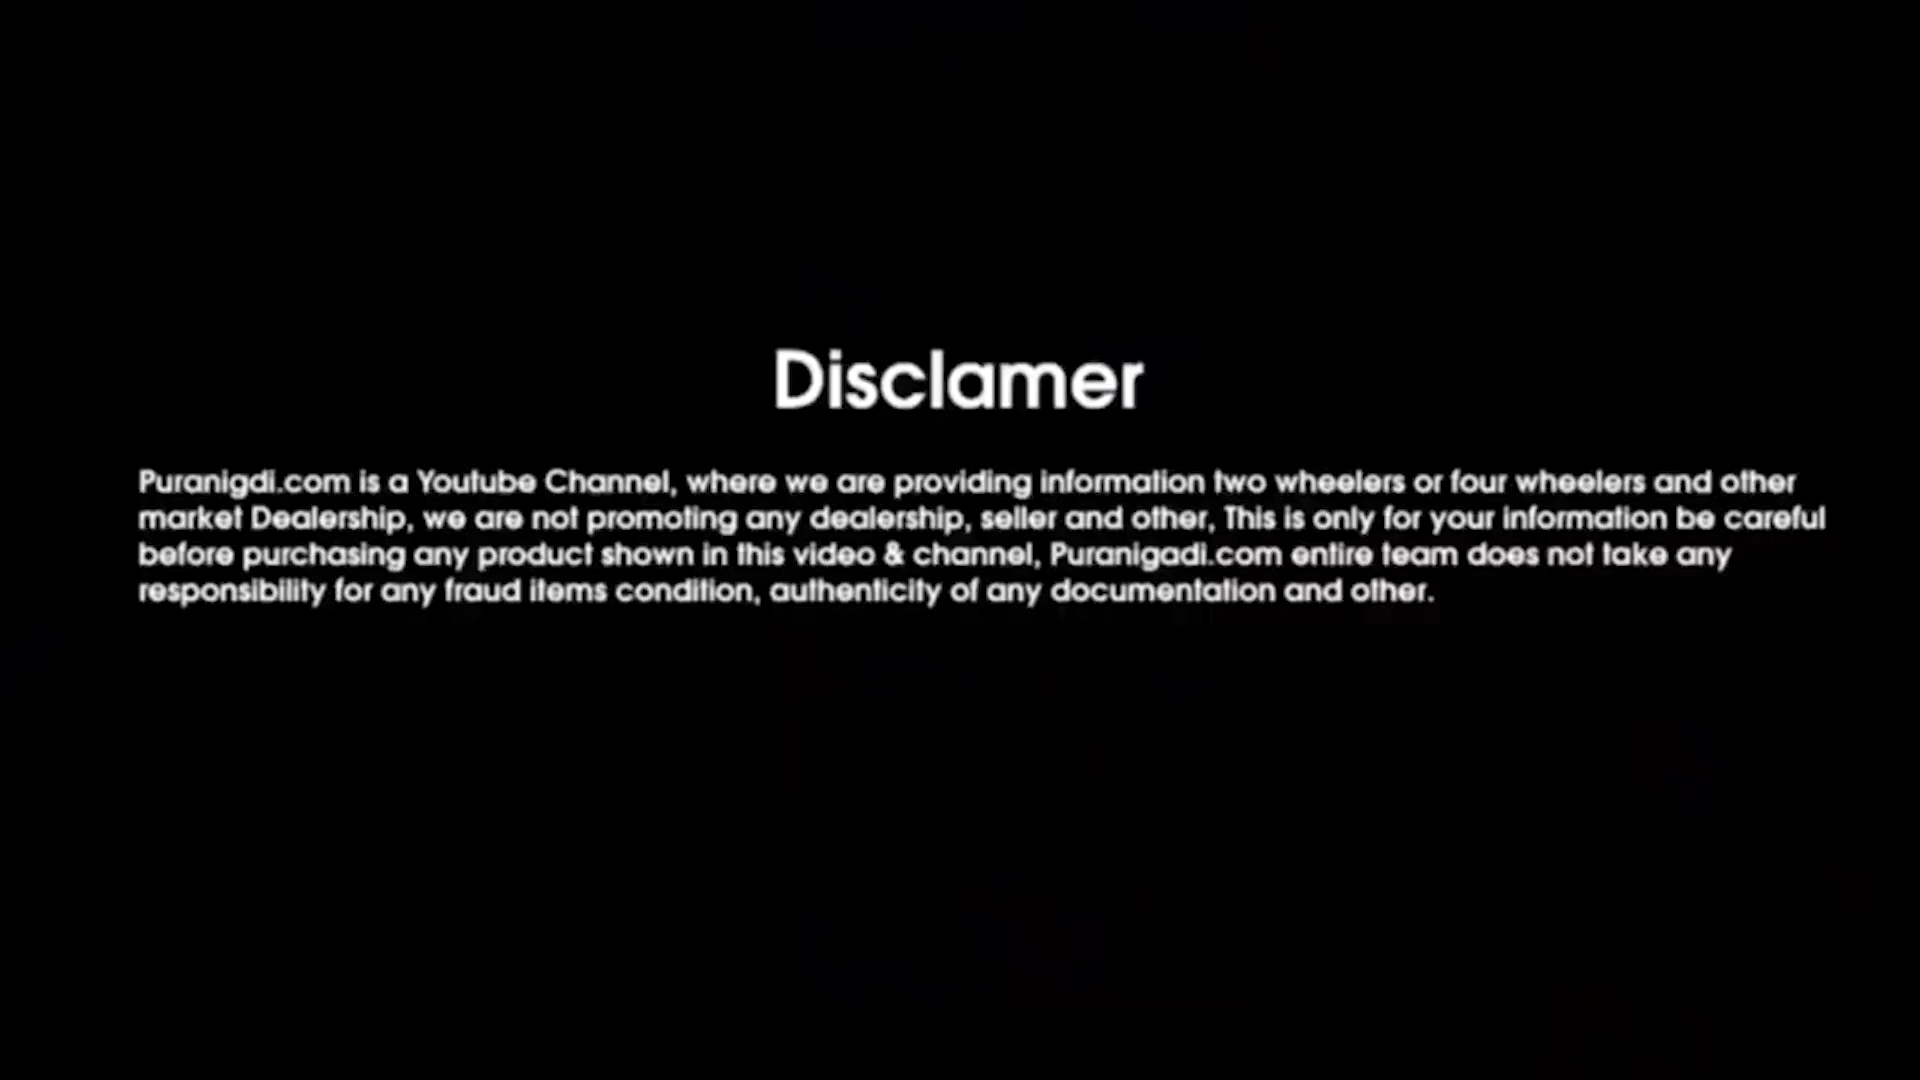 Disclamer
Puranigdi.com is a Youtube Channel, where we are providing information two wheelers or four wheelers and other
market Dealership, we are not promoting any dealership, seller and other, This is only for your information be careful
before purchasing any product shown in this video & channel, Puranigadi.com entire team does not take any
responsibility for any fraud items condition, authenticity of any documentation and other.